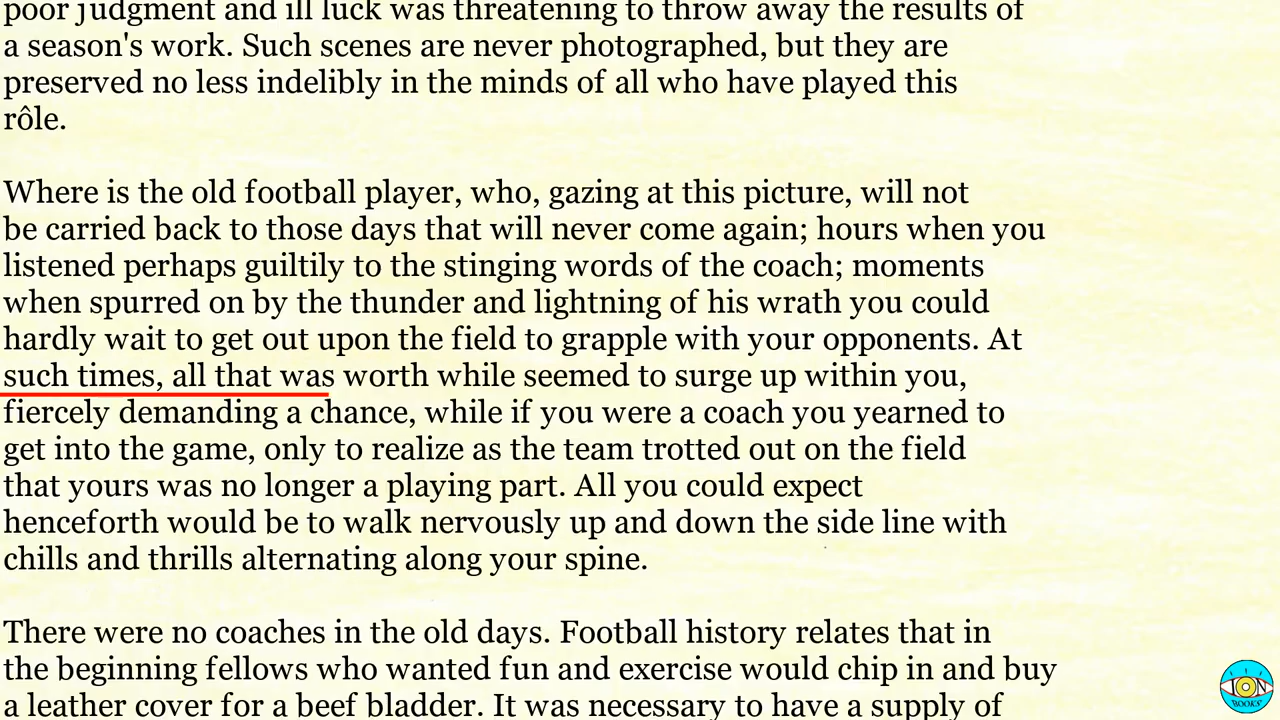 poor judgment and ill luck was threatening to throw away the results of
a season's work. Such scenes are never photographed, but they are
preserved no less indelibly in the minds of all who have played this
rôle.
Where is the old football player, who, gazing at this picture, will not
be carried back to those days that will never come again; hours when you
listened perhaps guiltily to the stinging words of the coach; moments
when spurred on by the thunder and lightning of his wrath you could
hardly wait to get out upon the field to grapple with your opponents. At
such times, all that was worth while seemed to surge up within you,
fiercely demanding a chance, while if you were a coach you yearned to
get into the game, only to realize as the team trotted out on the field
that yours was no longer a playing part. All you could expect
henceforth would be to walk nervously up and down the side line with
chills and thrills alternating along your spine.
There were no coaches in the old days. Football history relates that in
the beginning fellows who wanted fun and exercise would chip in and buy
a leather cover for a beef bladder. It was necessary to have a supply of
BOOKS